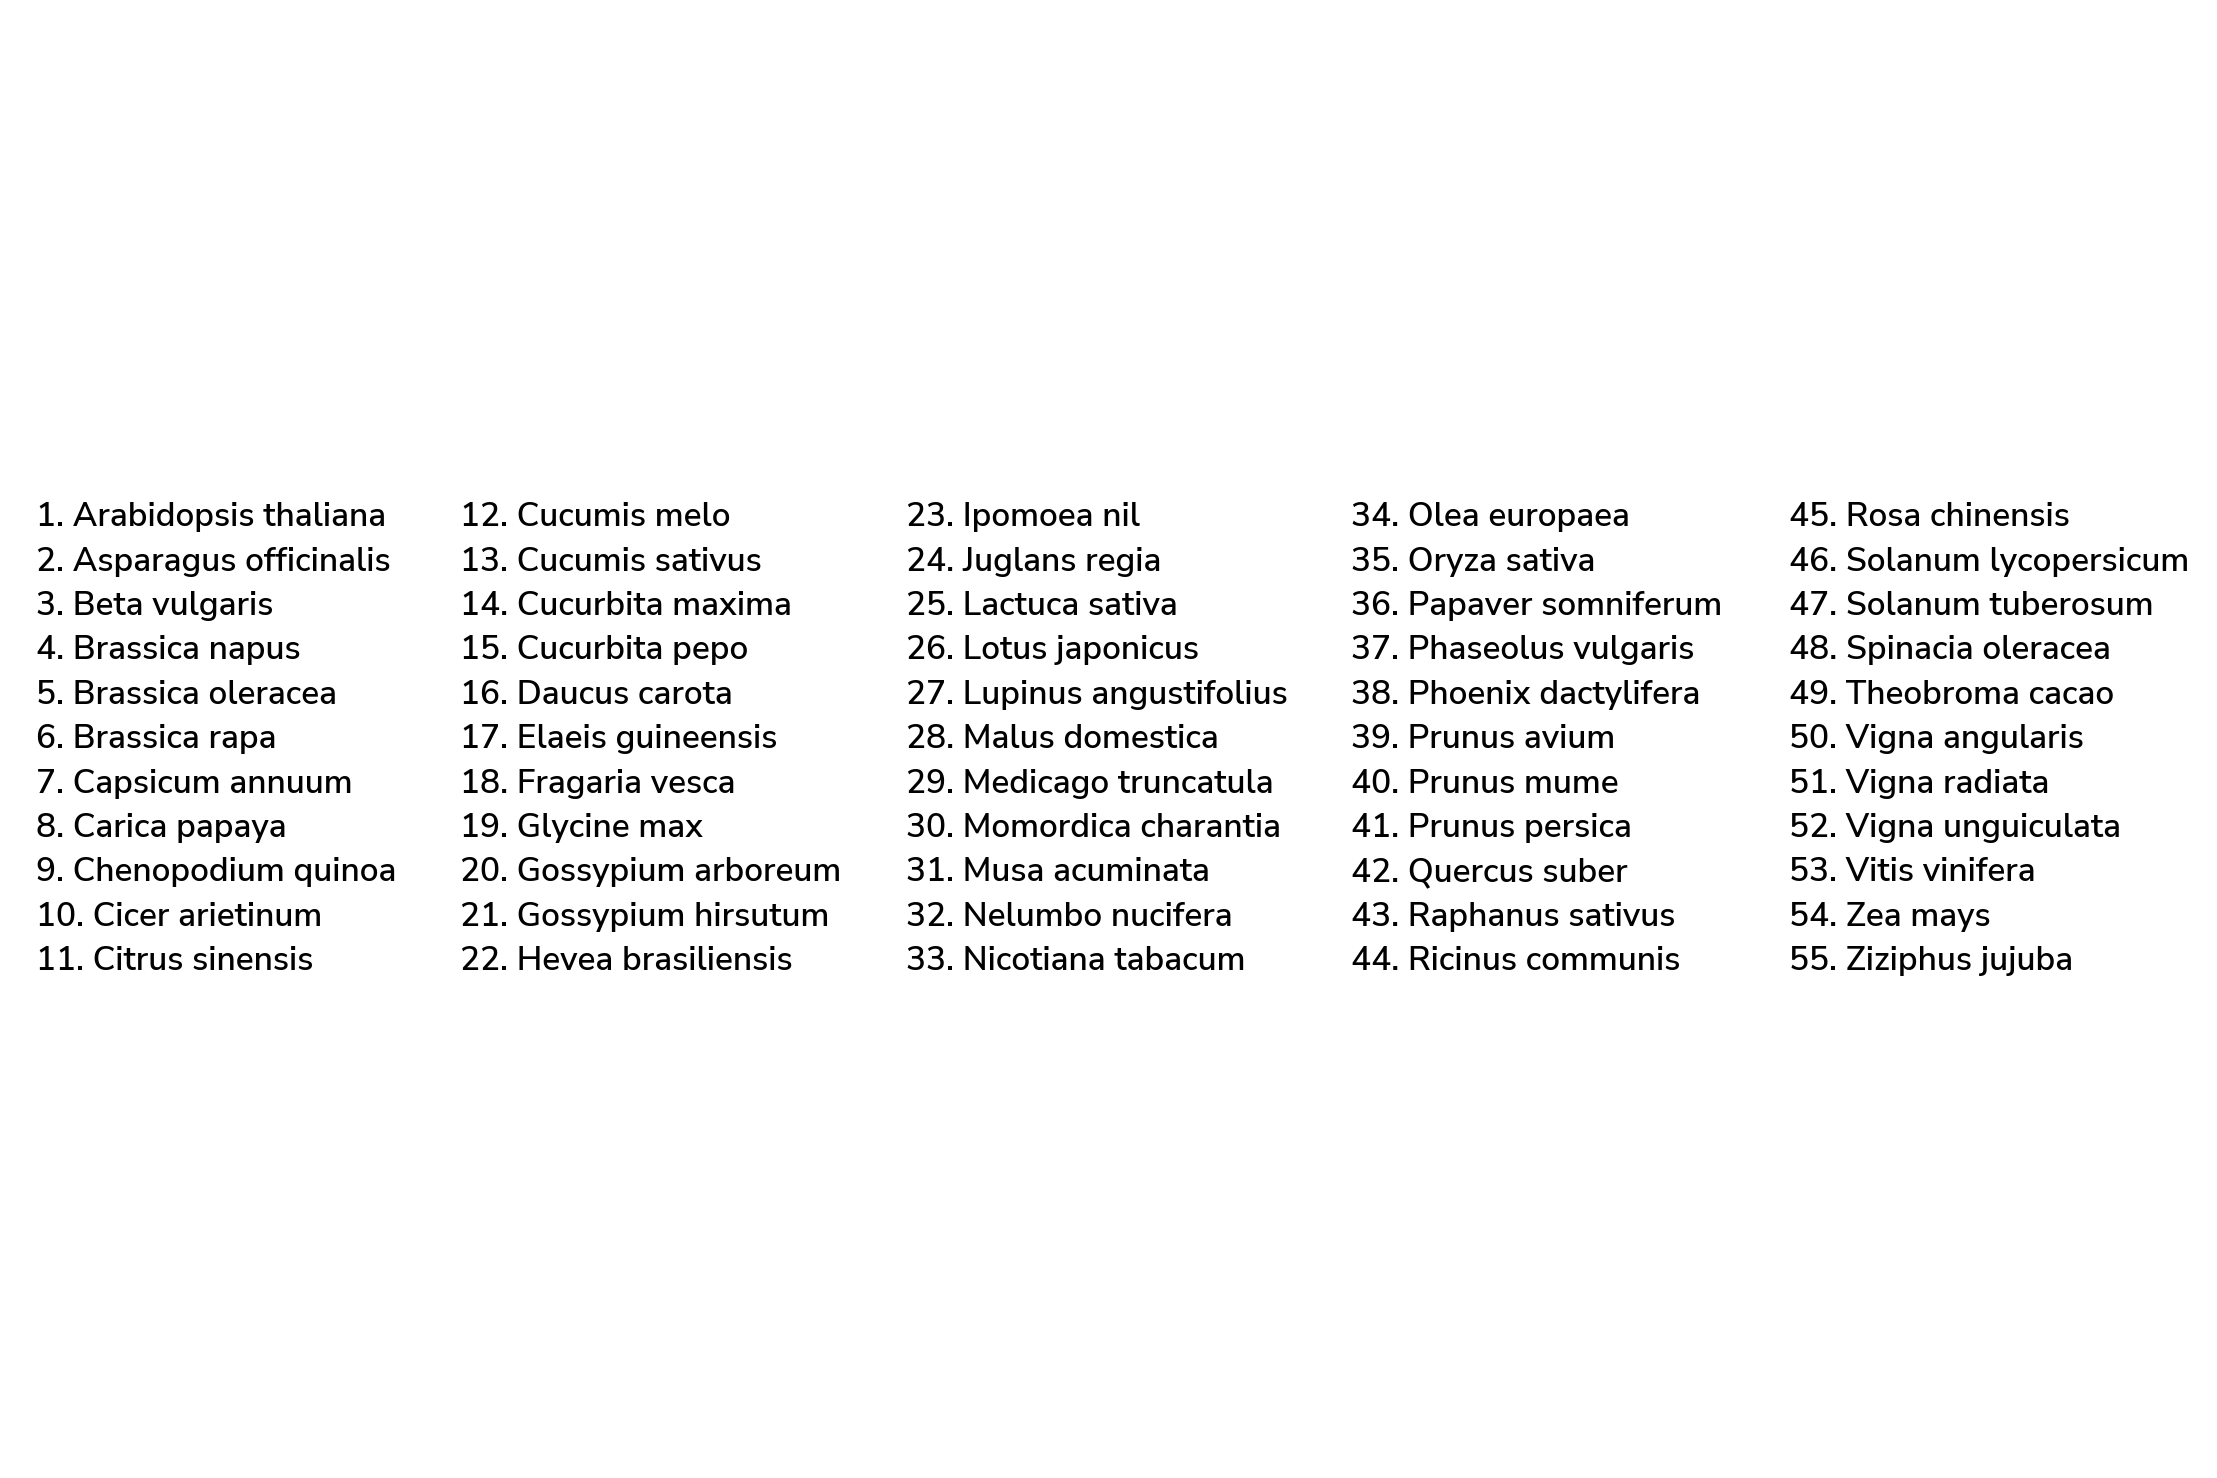 1. Arabidopsis thaliana
2. Asparagus officinalis
3. Beta vulgaris
4. Brassica napus
5. Brassica oleracea
6. Brassica rapa
7. Capsicum annuum
8. Carica papaya
9. Chenopodium quinoa
10. Cicer arietinum
11. Citrus sinensis
12. Cucumis melo
13. Cucumis sativus
14. Cucurbita maxima
15. Cucurbita pepo
16. Daucus carota
17. Elaeis guineensis
18. Fragaria vesca
19. Glycine max
20. Gossypium arboreum
21. Gossypium hirsutum
22. Hevea brasiliensis
23. Ipomoea nil
24. Juglans regia
25. Lactuca sativa
26. Lotus japonicus
27. Lupinus angustifolius
28. Malus domestica
29. Medicago truncatula
30. Momordica charantia
31. Musa acuminata
32. Nelumbo nucifera
33. Nicotiana tabacum
34. Olea europaea
35. Oryza sativa
36. Papaver somniferum
37. Phaseolus vulgaris
38. Phoenix dactylifera
39. Prunus avium
40. Prunus mume
41. Prunus persica
42. Quercus suber
43. Raphanus sativus
44. Ricinus communis
45. Rosa chinensis
46. Solanum lycopersicum
47. Solanum tuberosum
48. Spinacia oleracea
49. Theobroma cacao
50. Vigna angularis
51. Vigna radiata
52. Vigna unguiculata
53. Vitis vinifera
54. Zea mays
55. Ziziphus jujuba